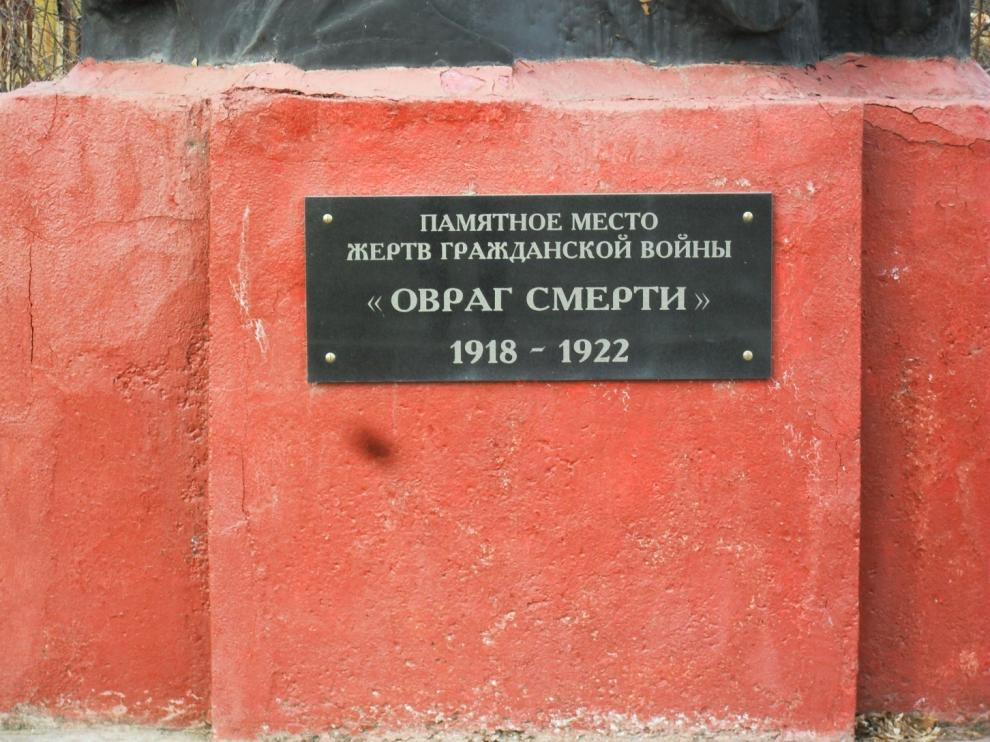 ПАМЯТНОЕ МЕСТО
ЖЕРТВ ГРАЖДАНСКОЙ ВОЙНЫ
«ОВРАГ СМЕРТИ»
1918 - 1922